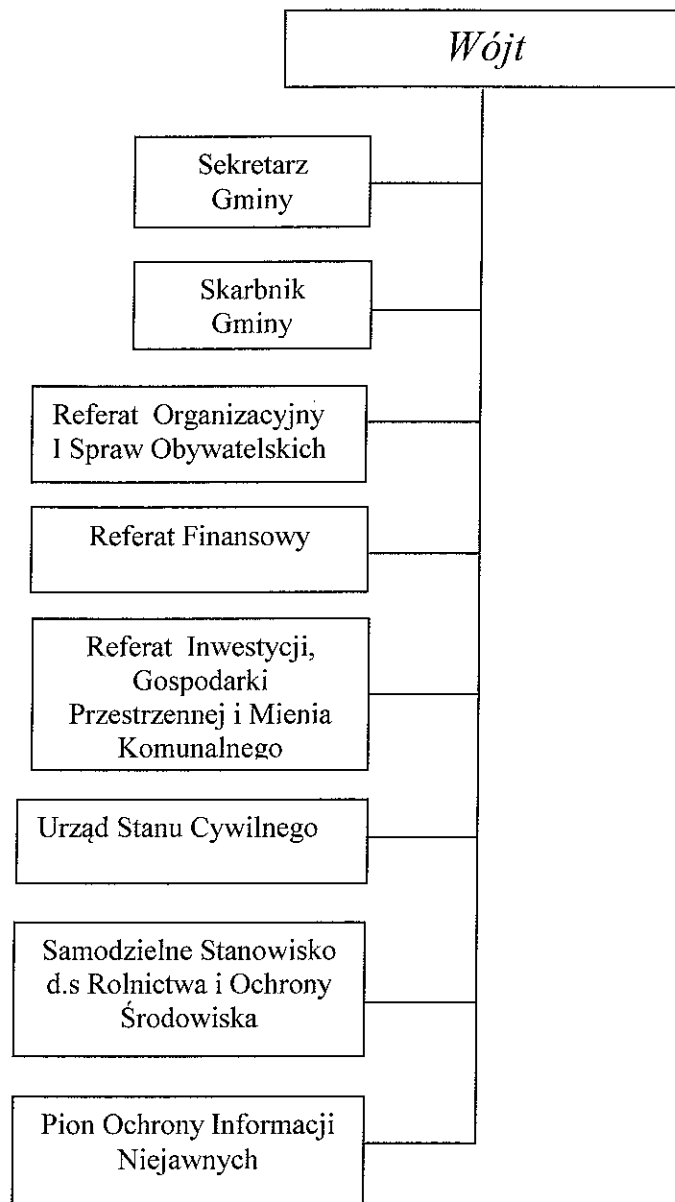 Wójt
Sekretarz
Gminy
Skarbnik
Gminy
Referat Organizacyjny
I Spraw Obywatelskich
Referat Finansowy
Referat Inwestycji,
Gospodarki
Przestrzennej i Mienia
Komunalnego
Urząd Stanu Cywilnego
Samodzielne Stanowisko
d.s Rolnictwa i Ochrony
Środowiska
Pion Ochrony Informacji
Niejawnych